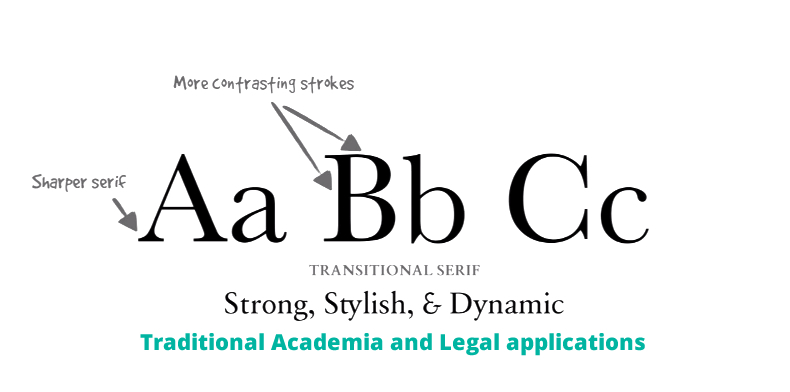 More contrasting strokes
Sharper serif
Aa Bb Cc
TRANSITIONAL SERIF
Strong, Stylish, & Dynamic
Traditional Academia and Legal applications